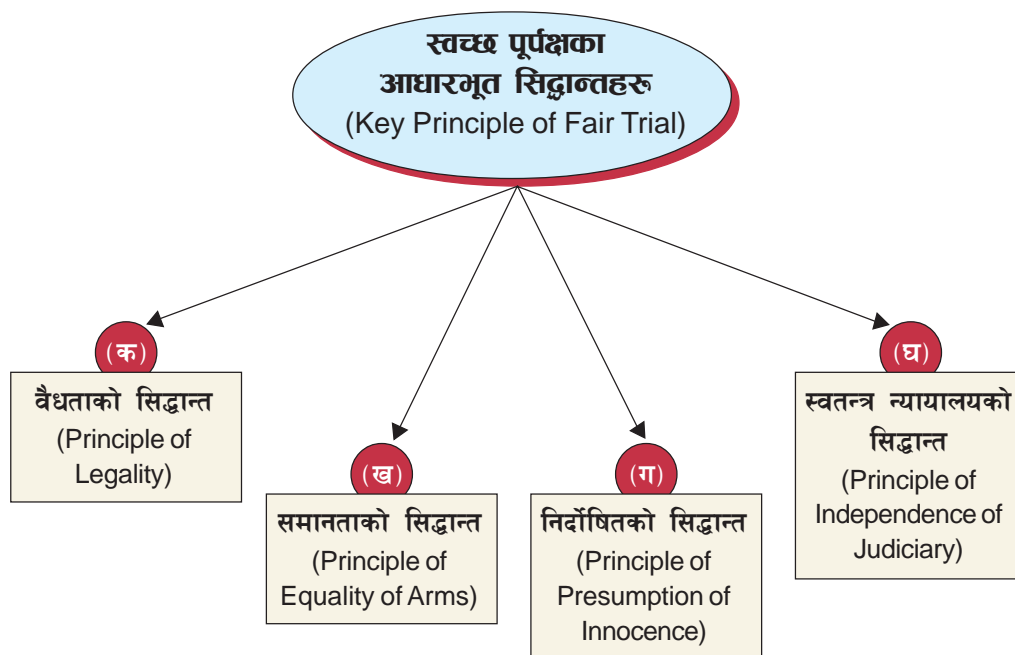 स्वच्छ पूर्पक्षका
आधारभूत सिद्धान्तहरू
(Key Principle of Fair Trial)
(क)
वैधताको सिद्धान्त
(Principle of
Legality)
(ख)
समानताको सिद्धान्त
(Principle of
Equality of Arms)
(ग)
निर्दोषितको सिद्धान्त
(Principle of
Presumption of
Innocence)
(घ)
स्वतन्त्र न्यायालयको
सिद्धान्त
(Principle of
Independence of
Judiciary)